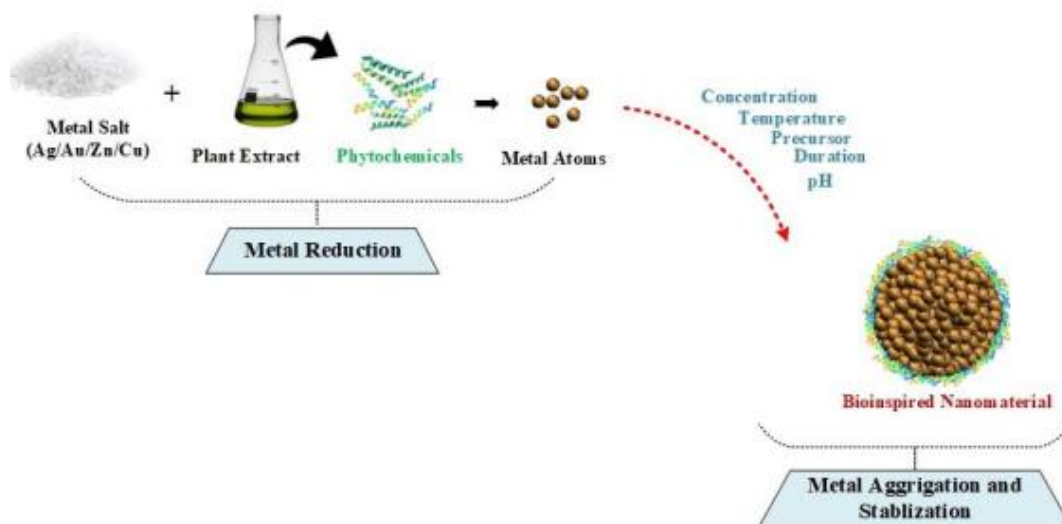 Metal Salt
(Ag/Au/Zn/Cu)
+
Plant Extract
Phytochemicals
Metal Atoms
Concentration
Temperature
Precursor
Duration
pH
Metal Reduction
Bioinspired Nanomaterial
Metal Aggrigation and
Stablization